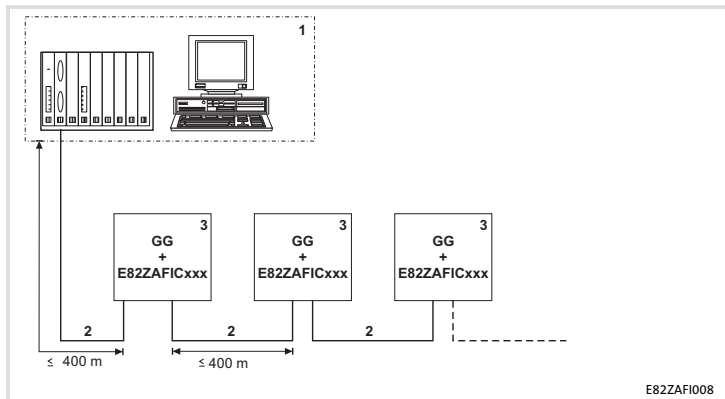 1
3
GG
+
E82ZAFICxxx
3
GG
+
E82ZAFICxxx
3
GG
+
E82ZAFICxxx
2
2
2
≤ 400 m
≤ 400 m
E82ZAFI008